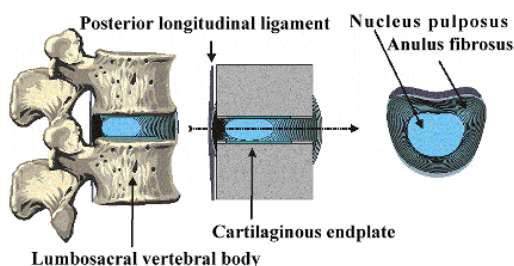 Posterior longitudinal ligament
Nucleus pulposus
Anulus fibrosus
Cartilaginous endplate
Lumbosacral vertebral body